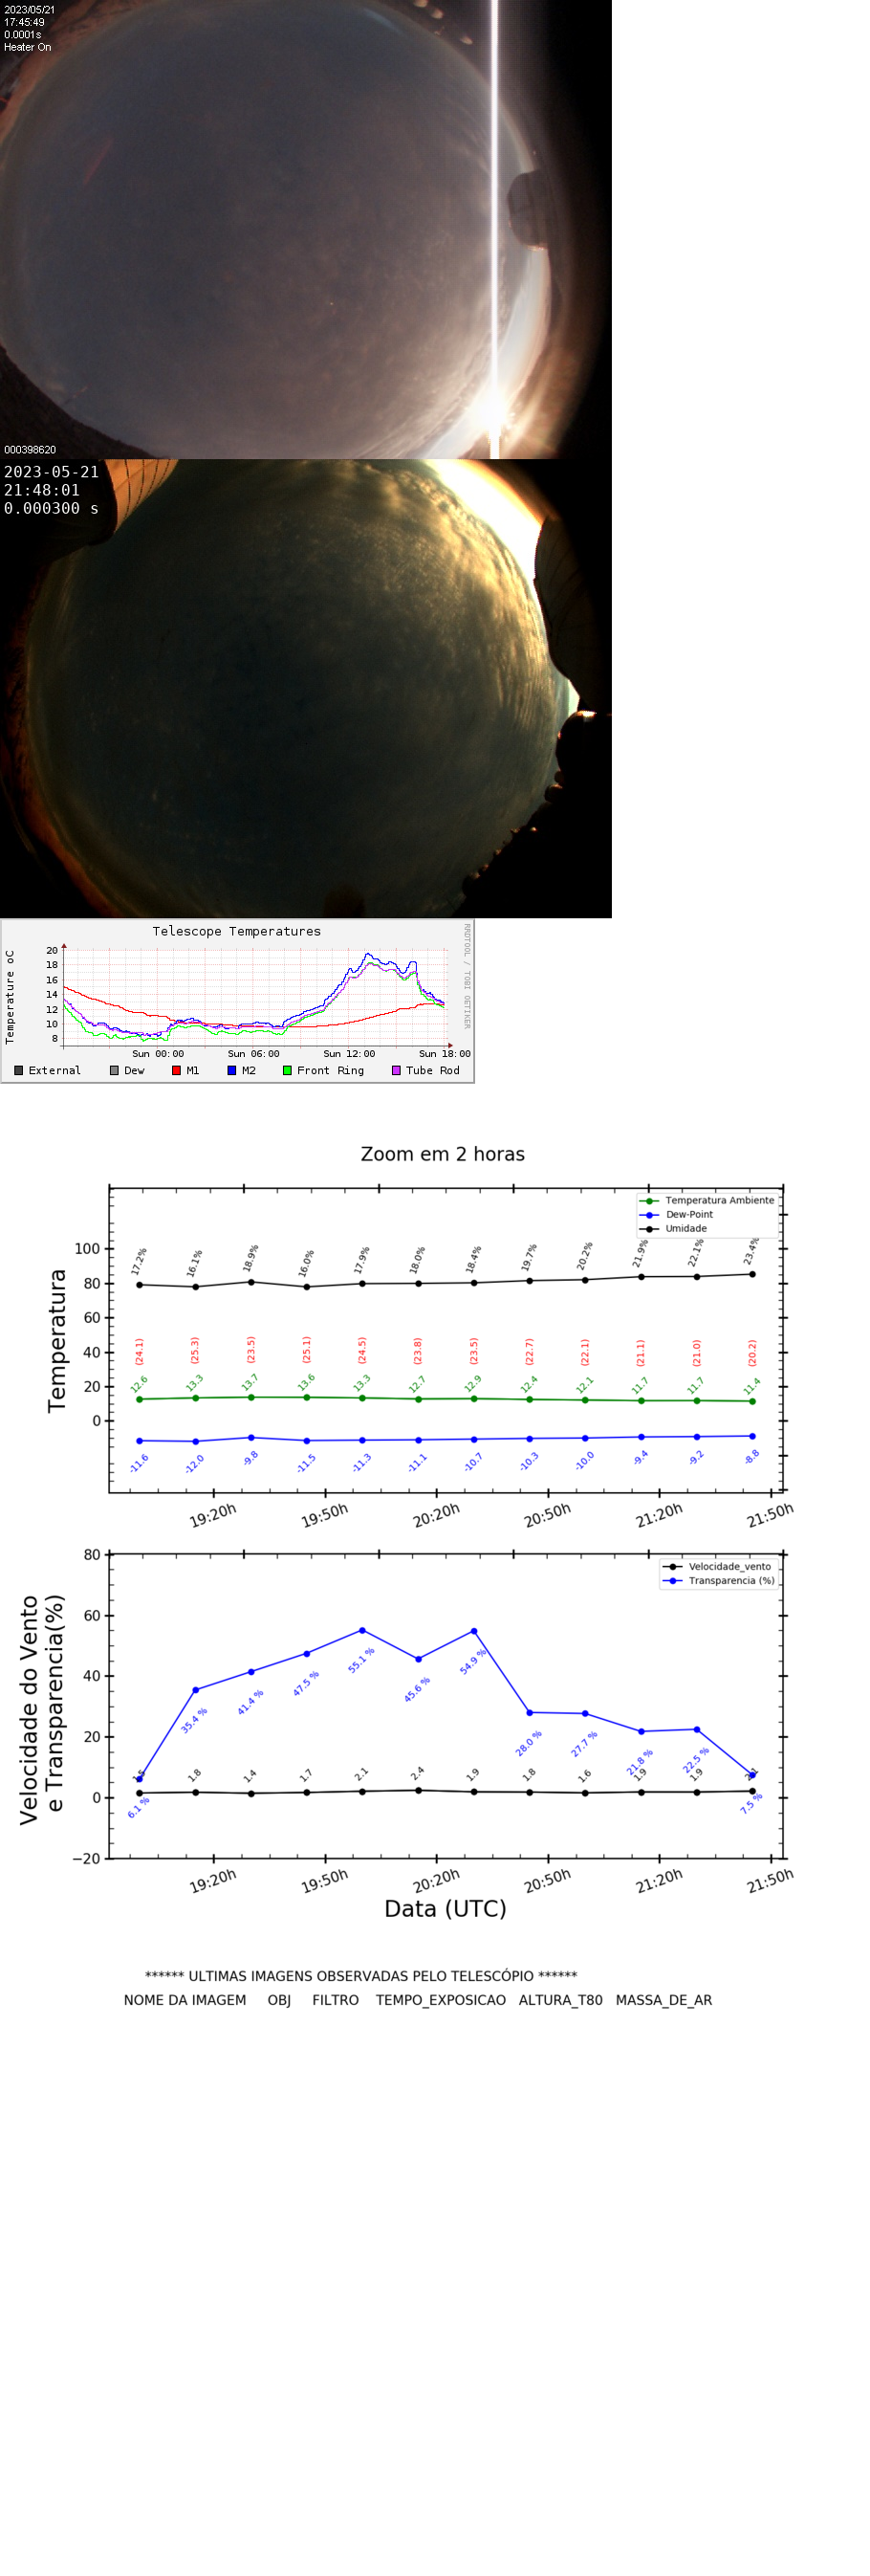 2023/05/21
17:45:49
0.0001s
Heater On
000398620
2023-05-21
21:48:01
0.000300 s
Telescope Temperatures
RRDTOOL / TOBI OETIKER
Temperature oC
20
18
16
14
12
10
8
Sun 00:00 Sun 06:00 Sun 12:00 Sun 18:00
External Dew M1 M2 Front Ring Tube Rod
Zoom em 2 horas
Temperatura Ambiente
Dew-Point
Umidade
Temperatura
100
80
60
40
20
0
17.2% 16.1% 18.9% 16.0% 17.9% 18.0% 18.4% 19.7% 20.2% 21.9% 22.1% 23.4%
(24.1) (25.3) (23.5) (25.1) (24.5) (23.8) (23.5) (22.7) (22.1) (21.1) (21.0) (20.2)
12.6 13.3 13.7 13.6 13.3 12.7 12.9 12.4 12.1 11.7 11.7 11.4
-11.6 -12.0 -9.8 -11.5 -11.3 -11.1 -10.7 -10.3 -10.0 -9.4 -9.2 -8.8
19:20h 19:50h 20:20h 20:50h 21:20h 21:50h
Velocidade_vento
Transparencia (%)
Velocidade do Vento
e Transparencia(%)
80
60
40
20
0
−20
6.1 % 35.4 % 41.4 % 47.5 % 55.1 % 45.6 % 54.9 % 28.0 % 27.7 % 21.8 % 22.5 % 7.5 %
1.8 1.4 1.7 2.1 2.4 1.9 1.8 1.6 1.9 1.9
19:20h 19:50h 20:20h 20:50h 21:20h 21:50h
Data (UTC)
****** ULTIMAS IMAGENS OBSERVADAS PELO TELESCÓPIO ******
NOME DA IMAGEM OBJ FILTRO TEMPO_EXPOSICAO ALTURA_T80 MASSA_DE_AR